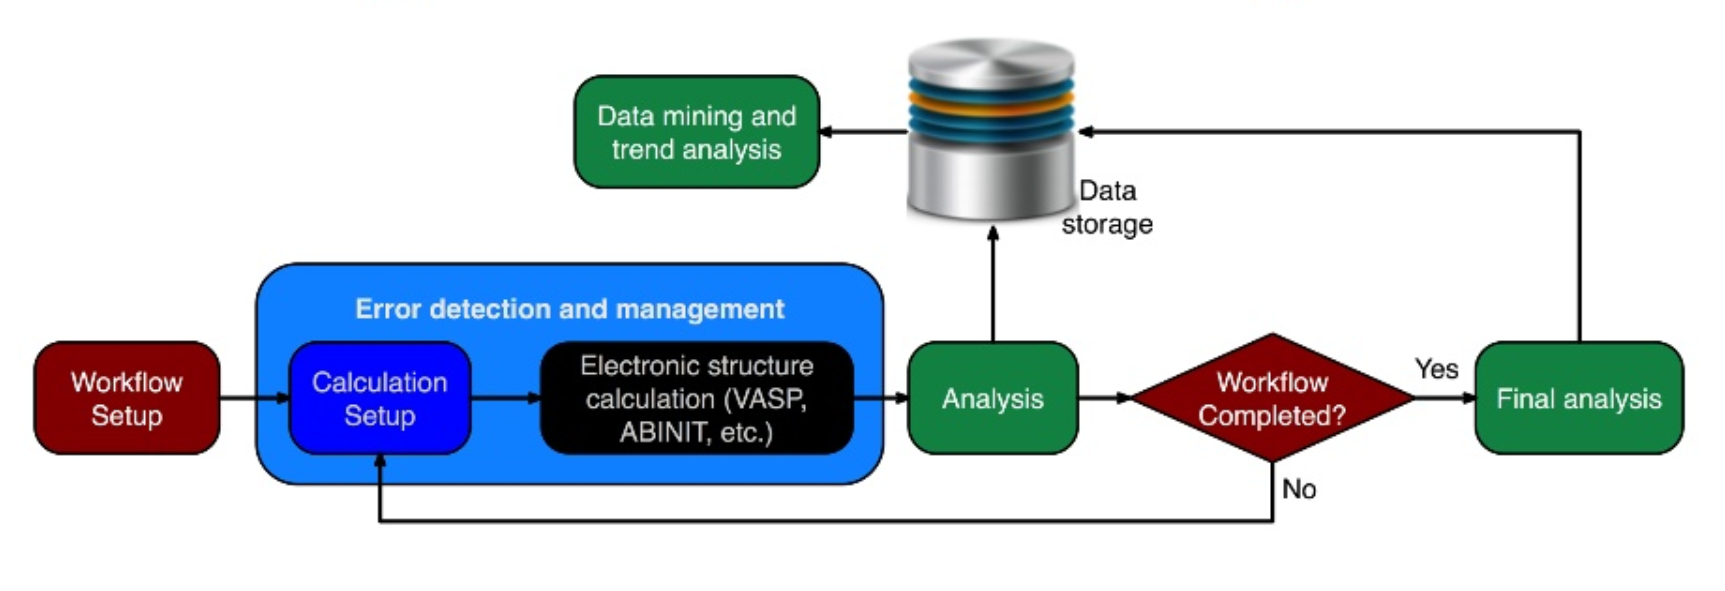 Data mining and
trend analysis
Data
storage
Error detection and management
Workflow
Setup
Calculation
Setup
Electronic structure
calculation (VASP,
ABINIT, etc.)
Analysis
Workflow
Completed?
Yes
No
Final analysis